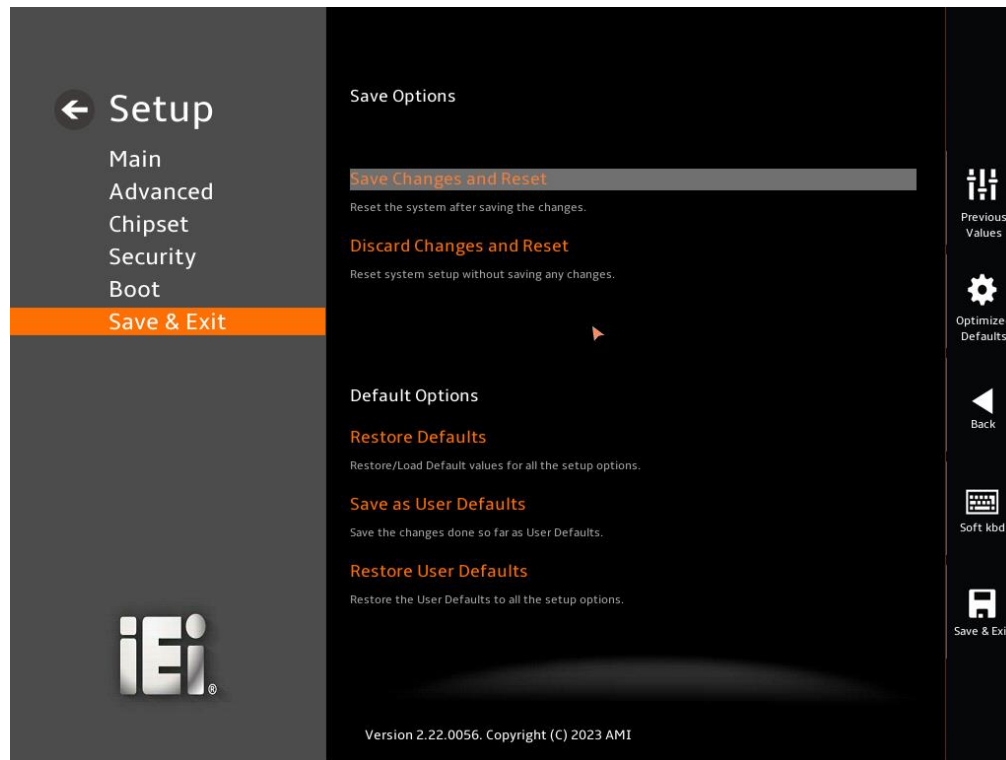 Setup
Main
Advanced
Chipset
Security
Boot
Save & Exit
iEi®
Save Options
Save Changes and Reset
Reset the system after saving the changes.
Discard Changes and Reset
Reset system setup without saving any changes.
Default Options
Restore Defaults
Restore/Load Default values for all the setup options.
Save as User Defaults
Save the changes done so far as User Defaults.
Restore User Defaults
Restore the User Defaults to all the setup options.
Version 2.22.0056. Copyright (C) 2023 AMI
Previous
Values
Optimize
Defaults
Back
Soft kbd
Save & Exi